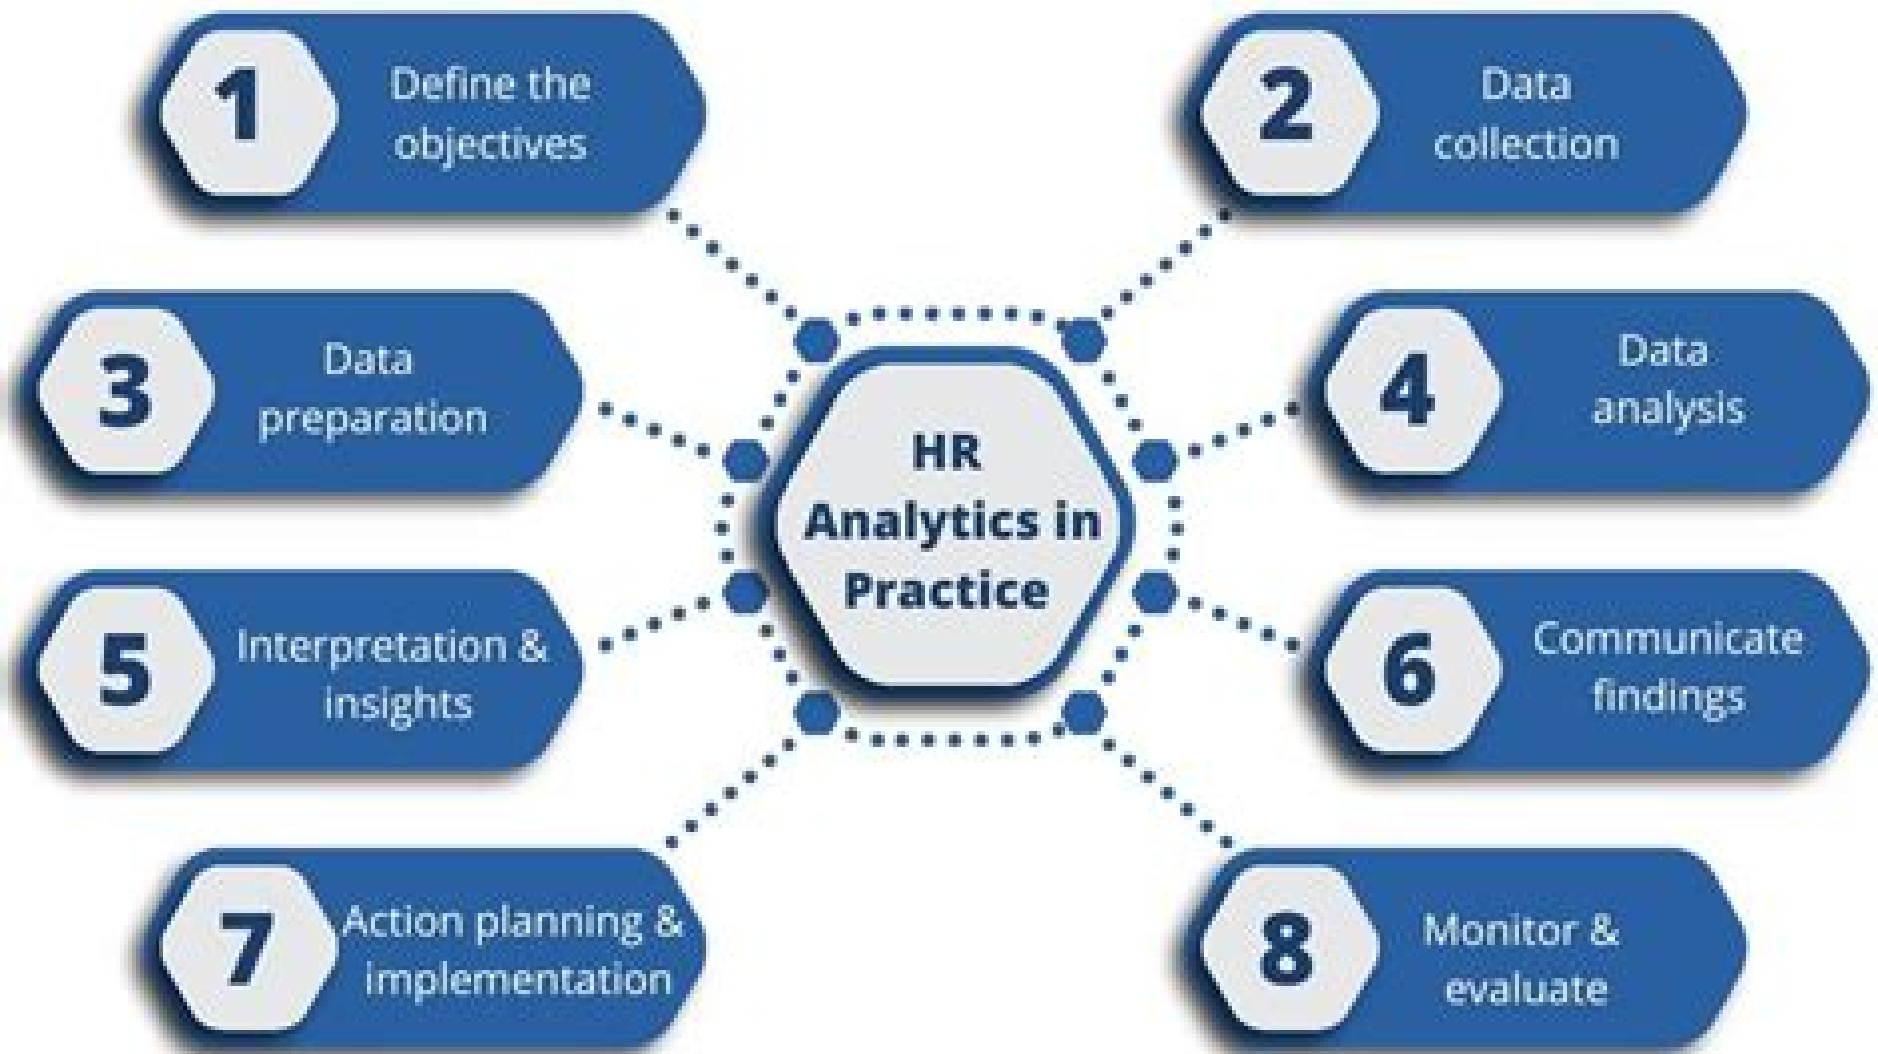 1
Define the
objectives
2
Data
collection
3
Data
preparation
4
Data
analysis
HR
Analytics in
Practice
5
Interpretation &
insights
6
Communicate
findings
7
Action planning &
implementation
8
Monitor &
evaluate